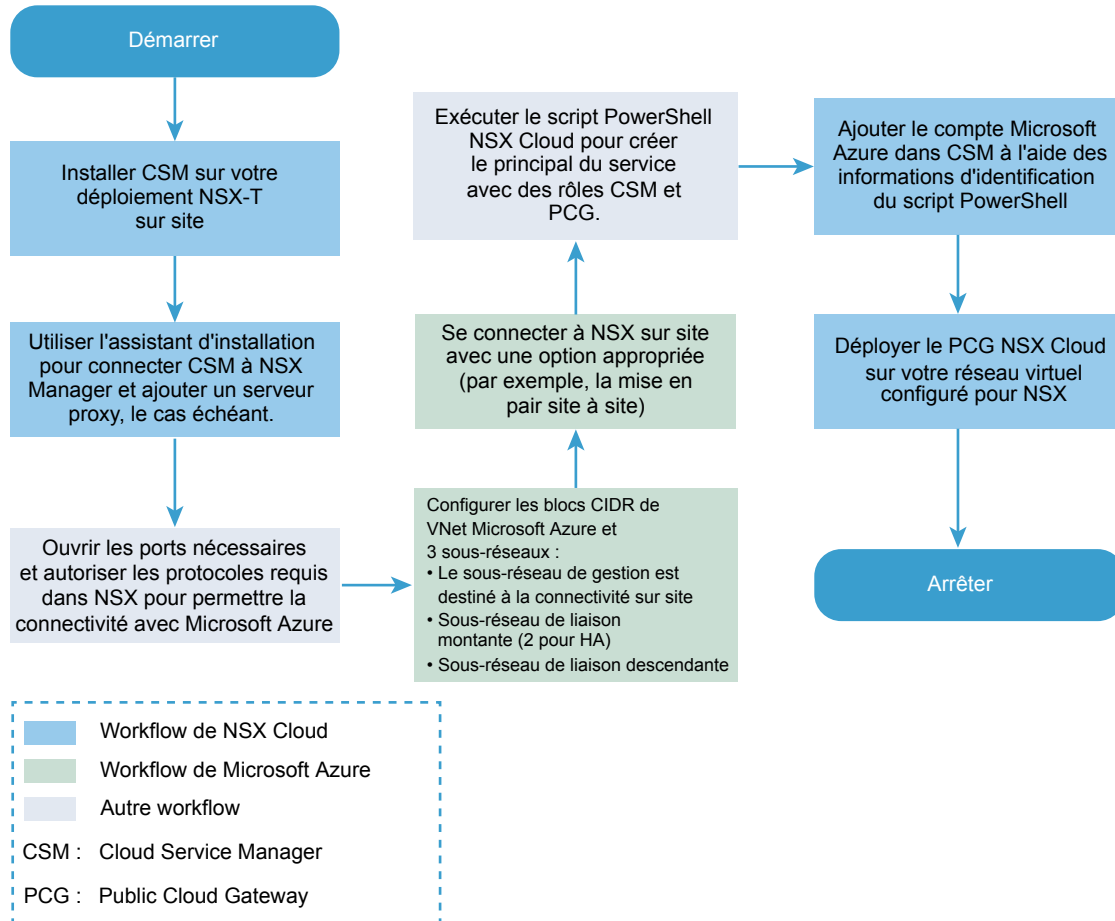 Démarrer
Installer CSM sur votre
déploiement NSX-T
sur site
Utiliser l'assistant d'installation
pour connecter CSM à NSX
Manager et ajouter un serveur
proxy, le cas échéant.
Ouvrir les ports nécessaires
et autoriser les protocoles requis
dans NSX pour permettre la
connectivité avec Microsoft Azure
Configurer les blocs CIDR de
VNet Microsoft Azure et
3 sous-réseaux :
• Le sous-réseau de gestion est
destiné à la connectivité sur site
• Sous-réseau de liaison
montante (2 pour HA)
• Sous-réseau de liaison descendante
Se connecter à NSX sur site
avec une option appropriée
(par exemple, la mise en
pair site à site)
Exécuter le script PowerShell
NSX Cloud pour créer
le principal du service
avec des rôles CSM et
PCG.
Ajouter le compte Microsoft
Azure dans CSM à l'aide des
informations d'identification
du script PowerShell
Déployer le PCG NSX Cloud
sur votre réseau virtuel
configuré pour NSX
Arrêter
Workflow de NSX Cloud
Workflow de Microsoft Azure
Autre workflow
CSM : Cloud Service Manager
PCG : Public Cloud Gateway